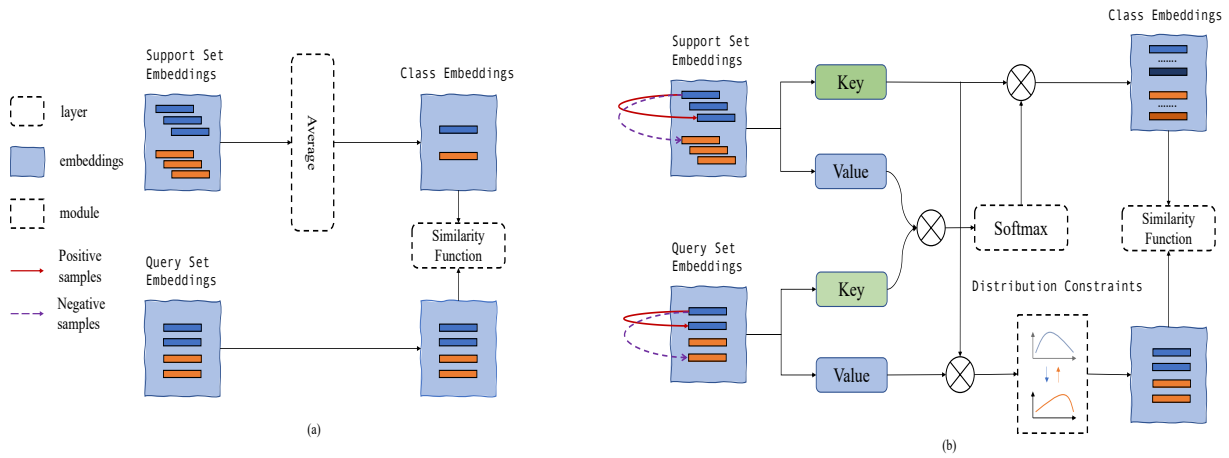 Support Set
Embeddings
Class Embeddings
layer
Average
embeddings
module
Similarity
Function
Positive
samples
Query Set
Embeddings
Negative
samples
(a)
Class Embeddings
Support Set
Embeddings
Key
.......
.......
Value
Softmax
Similarity
Function
Query Set
Embeddings
Key
Distribution Constraints
Value
(b)